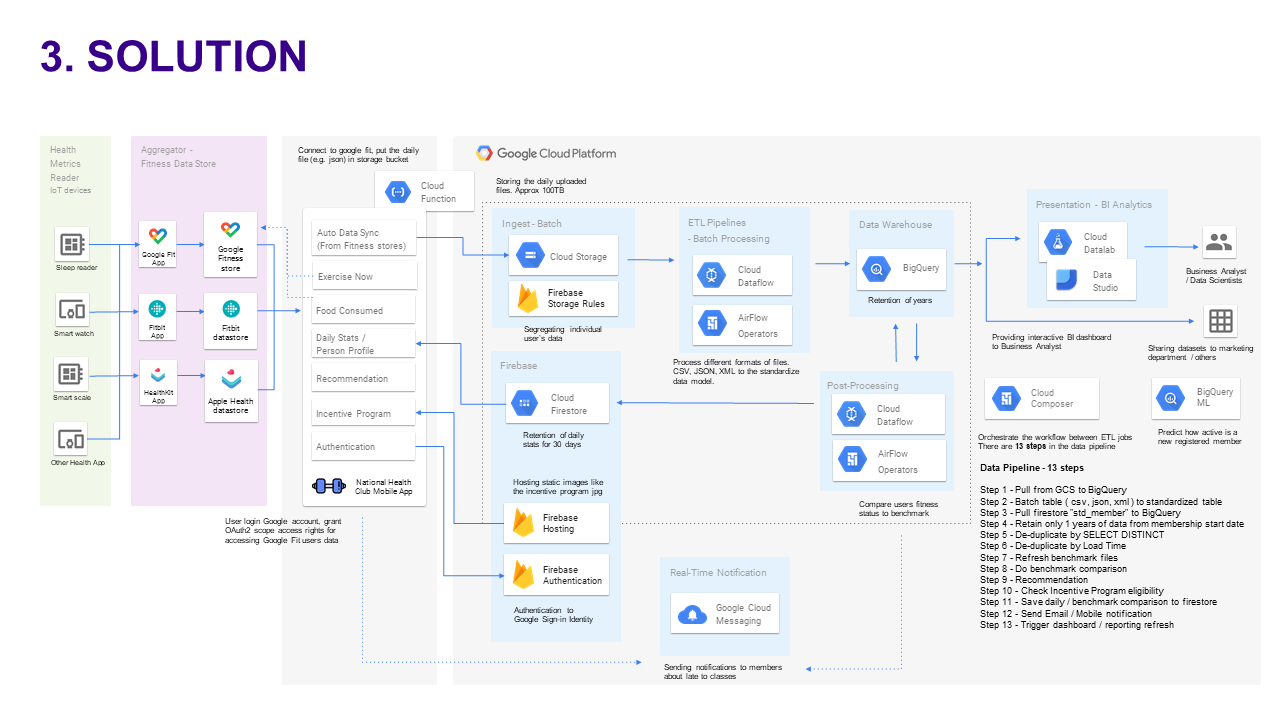 3. SOLUTION
Health
Metrics
Reader
IoT devices
Sleep reader
Smart watch
Smart scale
Other Health App
Aggregator -
Fitness Data Store
Google Fit
App
Google
Fitness
store
Fitbit
App
Fitbit
datastore
HealthKit
App
Apple Health
datastore
Connect to google fit, put the daily
file (e.g. json) in storage bucket
Cloud
Function
Auto Data Sync
(From Fitness stores)
Exercise Now
Food Consumed
Daily Stats /
Person Profile
Recommendation
Incentive Program
Authentication
National Health
Club Mobile App
User login Google account, grant
OAuth2 scope access rights for
accessing Google Fit users data
Google Cloud Platform
Storing the daily uploaded
files. Approx 100TB
Ingest - Batch
Cloud Storage
Firebase
Storage Rules
Segregating individual
user's data
Firebase
Cloud
Firestore
Retention of daily
stats for 30 days
Hosting static images like
the incentive program jpg
Firebase
Hosting
Firebase
Authentication
Authentication to
Google Sign-in Identity
ETL Pipelines
- Batch Processing
Cloud
Dataflow
AirFlow
Operators
Process different formats of files.
CSV, JSON, XML to the standardize
data model.
Data Warehouse
BigQuery
Retention of years
Post-Processing
Cloud
Dataflow
AirFlow
Operators
Compare users fitness
status to benchmark
Real-Time Notification
Google Cloud
Messaging
Sending notifications to members
about late to classes
Presentation - BI Analytics
Cloud
Datalab
Data
Studio
Business Analyst
/ Data Scientists
Providing interactive BI dashboard
to Business Analyst
Sharing datasets to marketing
department / others
Cloud
Composer
BigQuery
ML
Orchestrate the workflow between ETL jobs
There are 13 steps in the data pipeline
Predict how active is a
new registered member
Data Pipeline - 13 steps
Step 1 - Pull from GCS to BigQuery
Step 2 - Batch table ( csv, json, xml ) to standardized table
Step 3 - Pull firestore "std_member" to BigQuery
Step 4 - Retain only 1 years of data from membership start date
Step 5 - De-duplicate by SELECT DISTINCT
Step 6 - De-duplicate by Load Time
Step 7 - Refresh benchmark files
Step 8 - Do benchmark comparison
Step 9 - Recommendation
Step 10 - Check Incentive Program eligibility
Step 11 - Save daily / benchmark comparison to firestore
Step 12 - Send Email / Mobile notification
Step 13 - Trigger dashboard / reporting refresh